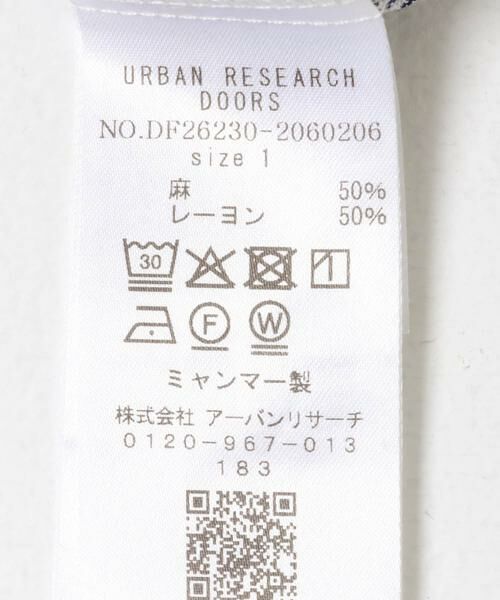 URBAN RESEARCH
DOORS
NO.DF26230-2060206
size 1
麻 50%
レーヨン 50%
30
F W
ミャンマー製
株式会社 アーバンリサーチ
0120-967-013
183